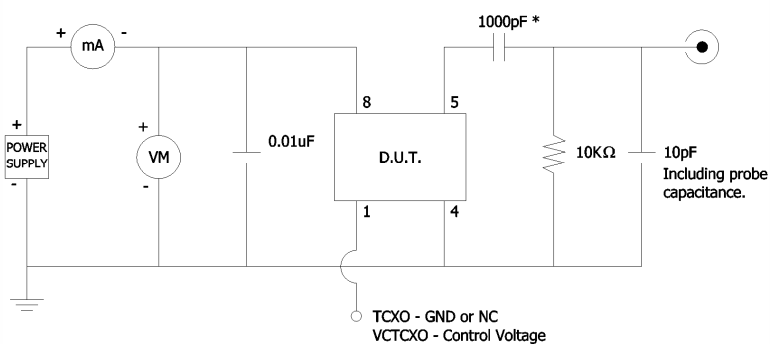 1000pF *
+ mA -
8
5
+
POWER
SUPPLY
-
+
VM
-
0.01uF
D.U.T.
10KΩ
10pF
Including probe
capacitance.
1
4
TCXO - GND or NC
VCTCXO - Control Voltage